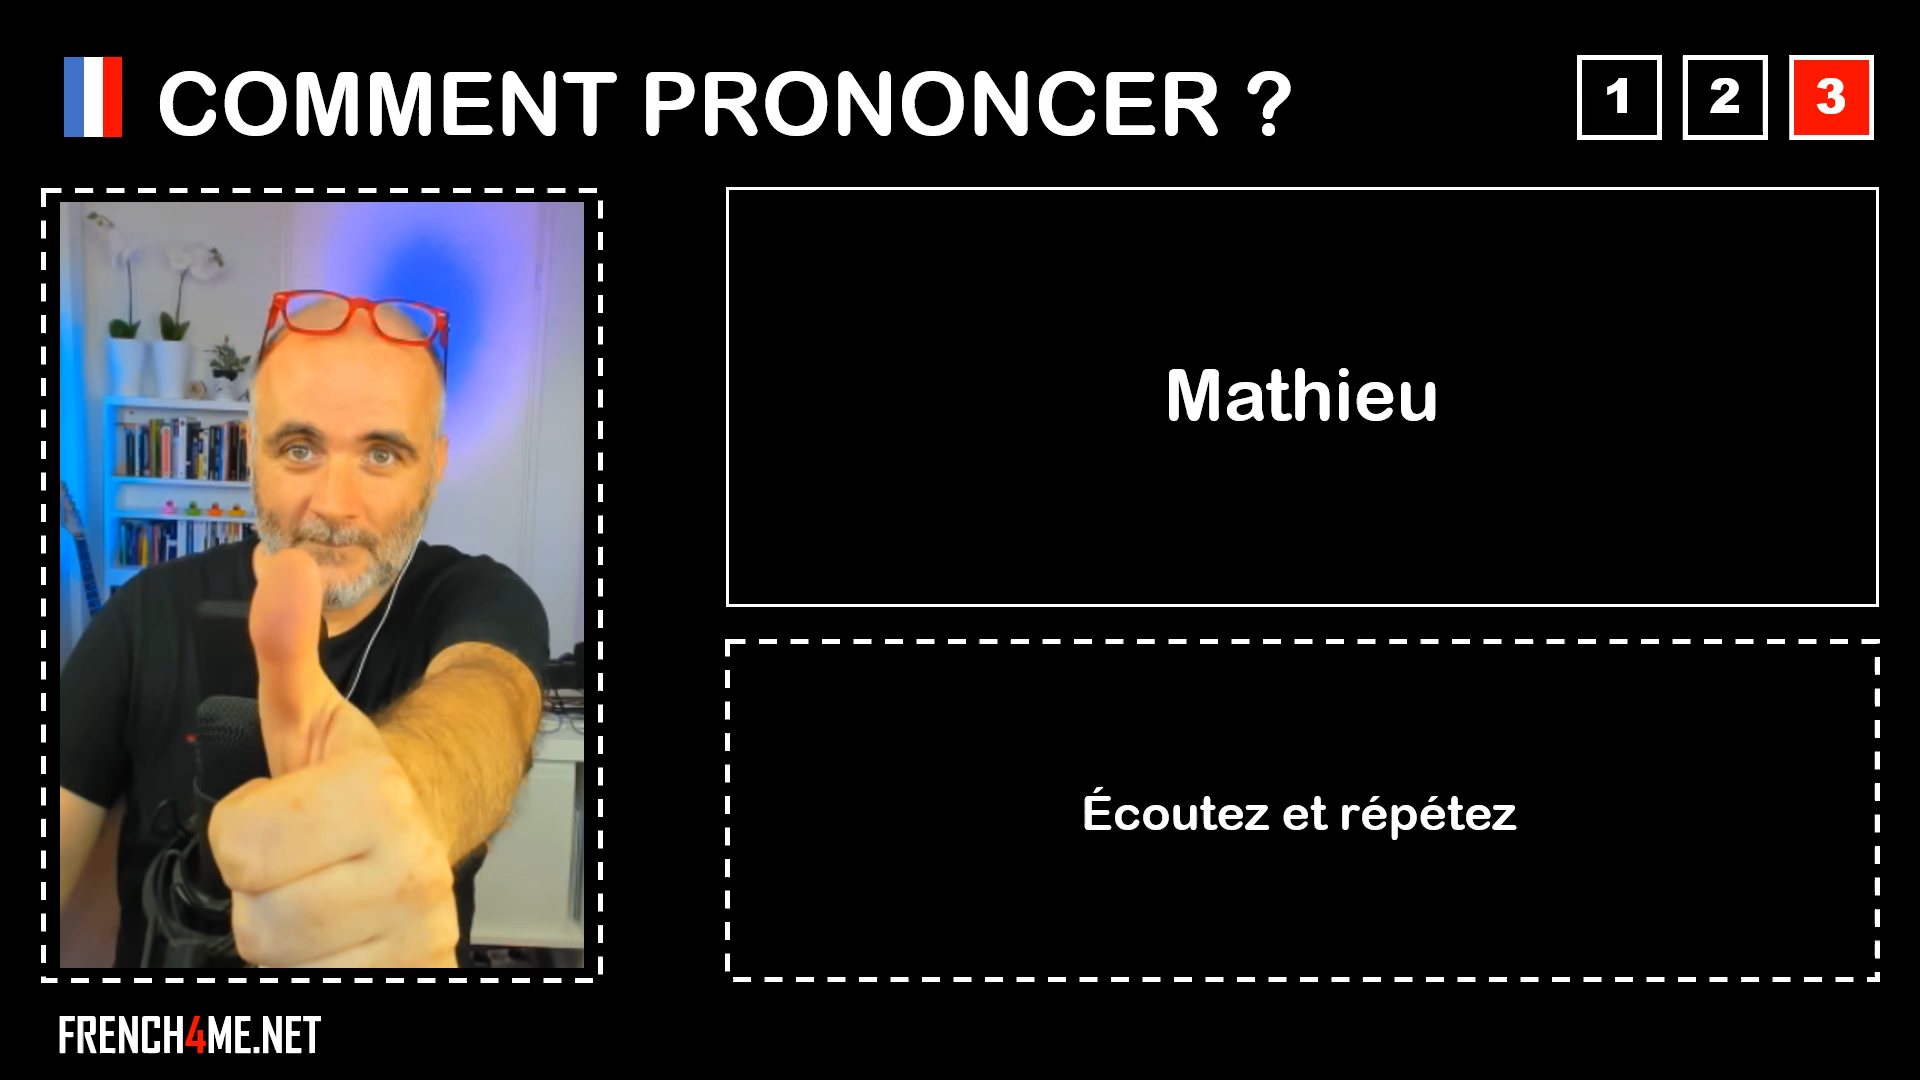 COMMENT PRONONCER ?
1 2 3
Mathieu
Écoutez et répétez
FRENCH4ME.NET